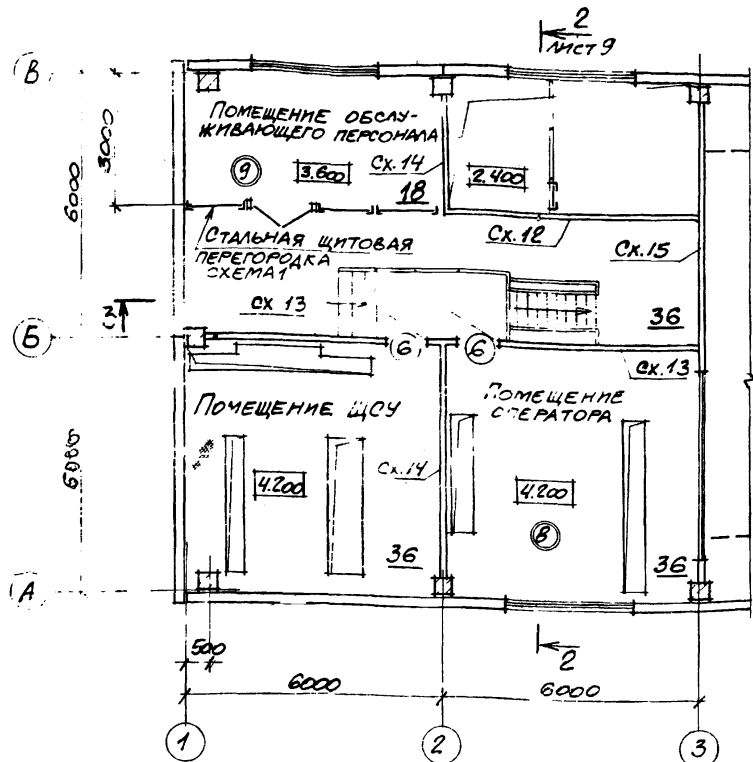 2
ЛИСТ 9
В
ПОМЕЩЕНИЕ ОБСЛУ-
ЖИВАЮЩЕГО ПЕРСОНАЛА
3000
6000
9
3.600
СХ.14
18
2.400
СТАЛЬНАЯ ЩИТОВАЯ
ПЕРЕГОРОДКА
СХЕМА 1
СХ.12
СХ.15
СХ 13
36
3
Б
6
6
СХ.13
ПОМЕЩЕНИЕ ЩСУ
ПОМЕЩЕНИЕ
ОПЕРАТОРА
6000
4.200
СХ.14
4.200
8
36
36
А
500
2
6000
6000
1
2
3